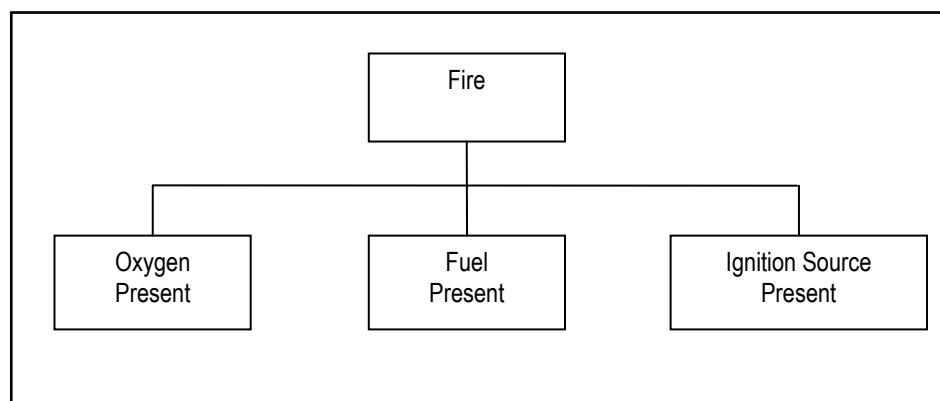 Fire
Oxygen
Present
Fuel
Present
Ignition Source
Present